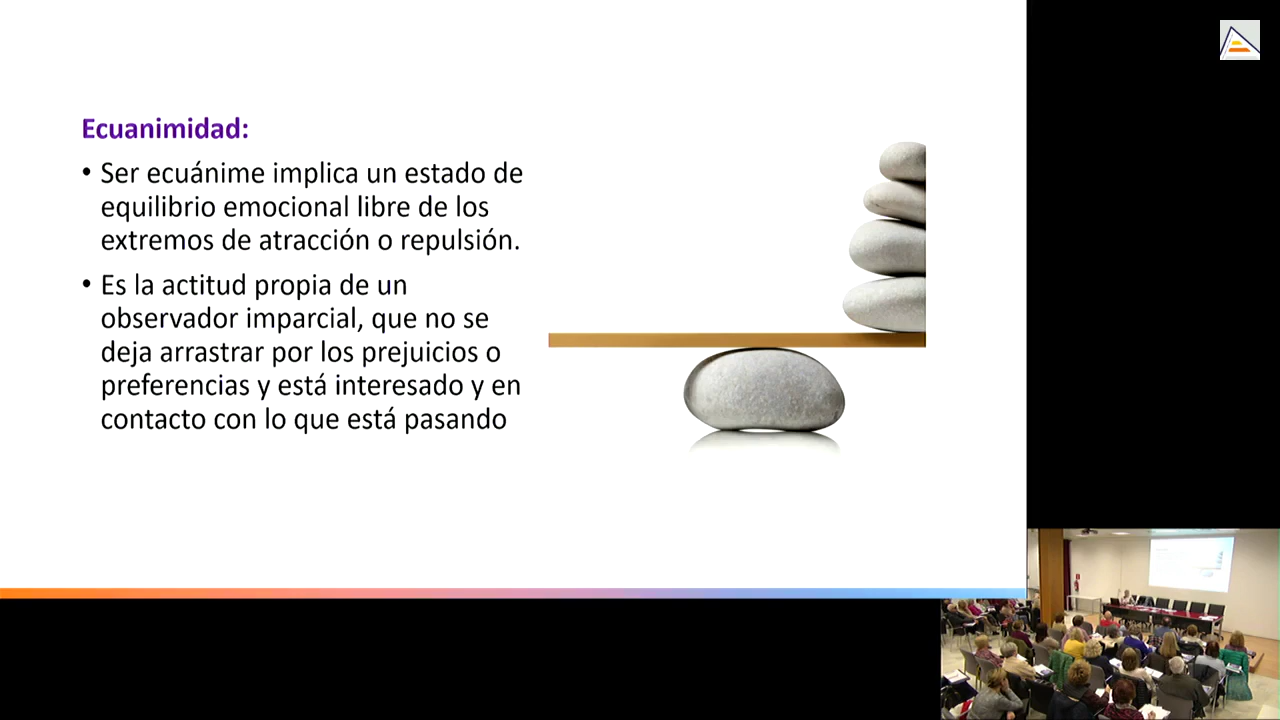 Ecuanimidad:
• Ser ecuánime implica un estado de
equilibrio emocional libre de los
extremos de atracción o repulsión.
• Es la actitud propia de un
observador imparcial, que no se
deja arrastrar por los prejuicios o
preferencias y está interesado y en
contacto con lo que está pasando